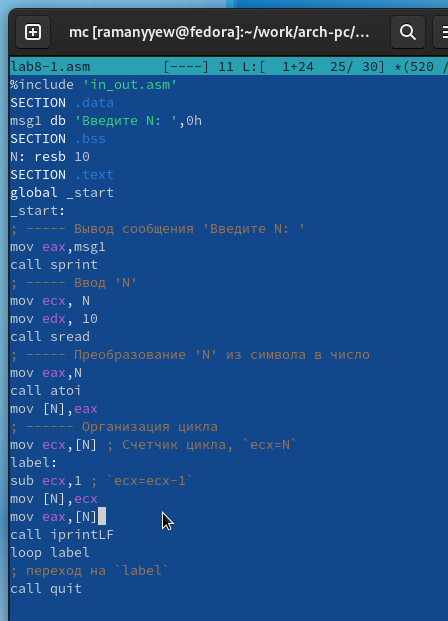 mc [ramanyyew@fedora]:~/work/arch-pc/...
lab8-1.asm [----] 11 L:[ 1+24 25/ 30] *(520 /
%include 'in_out.asm'
SECTION .data
msg1 db 'Введите N: ',0h
SECTION .bss
N: resb 10
SECTION .text
global _start
_start:
; ----- Вывод сообщения 'Введите N: '
mov eax,msg1
call sprint
; ----- Ввод 'N'
mov ecx, N
mov edx, 10
call sread
; ----- Преобразование 'N' из символа в число
mov eax,N
call atoi
mov [N],eax
; ------ Организация цикла
mov ecx,[N] ; Счетчик цикла, `ecx=N`
label:
sub ecx,1 ; `ecx=ecx-1`
mov [N],ecx
mov eax,[N]
call iprintLF
loop label
; переход на `label`
call quit